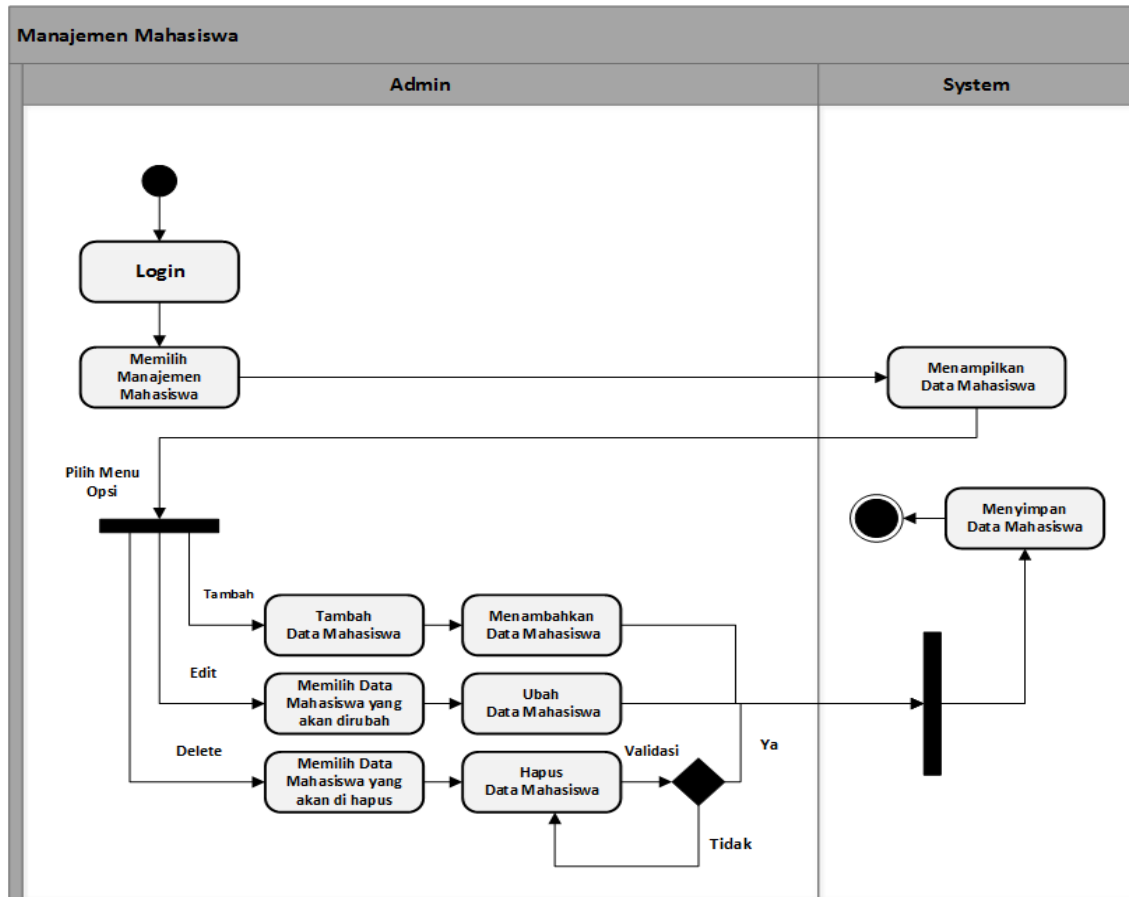 Manajemen Mahasiswa
Admin
System
Login
Memilih
Manajemen
Mahasiswa
Menampilkan
Data Mahasiswa
Pilih Menu
Opsi
Menyimpan
Data Mahasiswa
Tambah
Tambah
Data Mahasiswa
Menambahkan
Data Mahasiswa
Edit
Memilih Data
Mahasiswa yang
akan dirubah
Ubah
Data Mahasiswa
Delete
Memilih Data
Mahasiswa yang
akan di hapus
Hapus
Data Mahasiswa
Validasi
Ya
Tidak